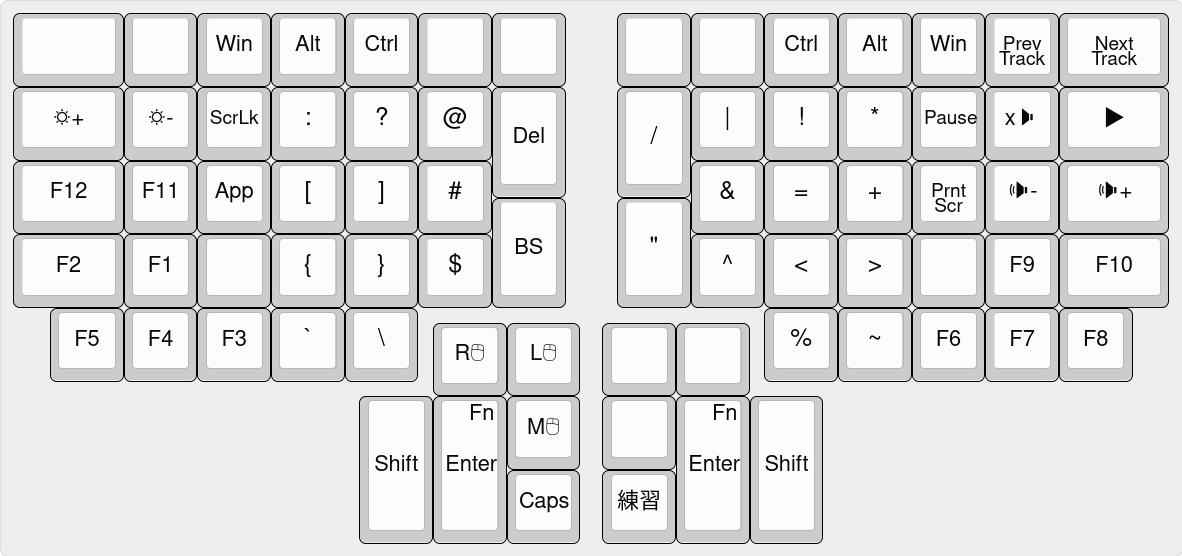 Win Alt Ctrl Ctrl Alt Win Prev Track Next Track
☼+ ☼- ScrLk : ? @ Del / | ! * Pause x🕨 ▶
F12 F11 App [ ] # & = + Prnt Scr 🕪- 🕪+
F2 F1 { } $ BS " ^ < > F9 F10
F5 F4 F3 ` \ R🖰 L🖰 % ~ F6 F7 F8
Shift Fn Enter M🖰 Fn Enter Shift
Caps 練習